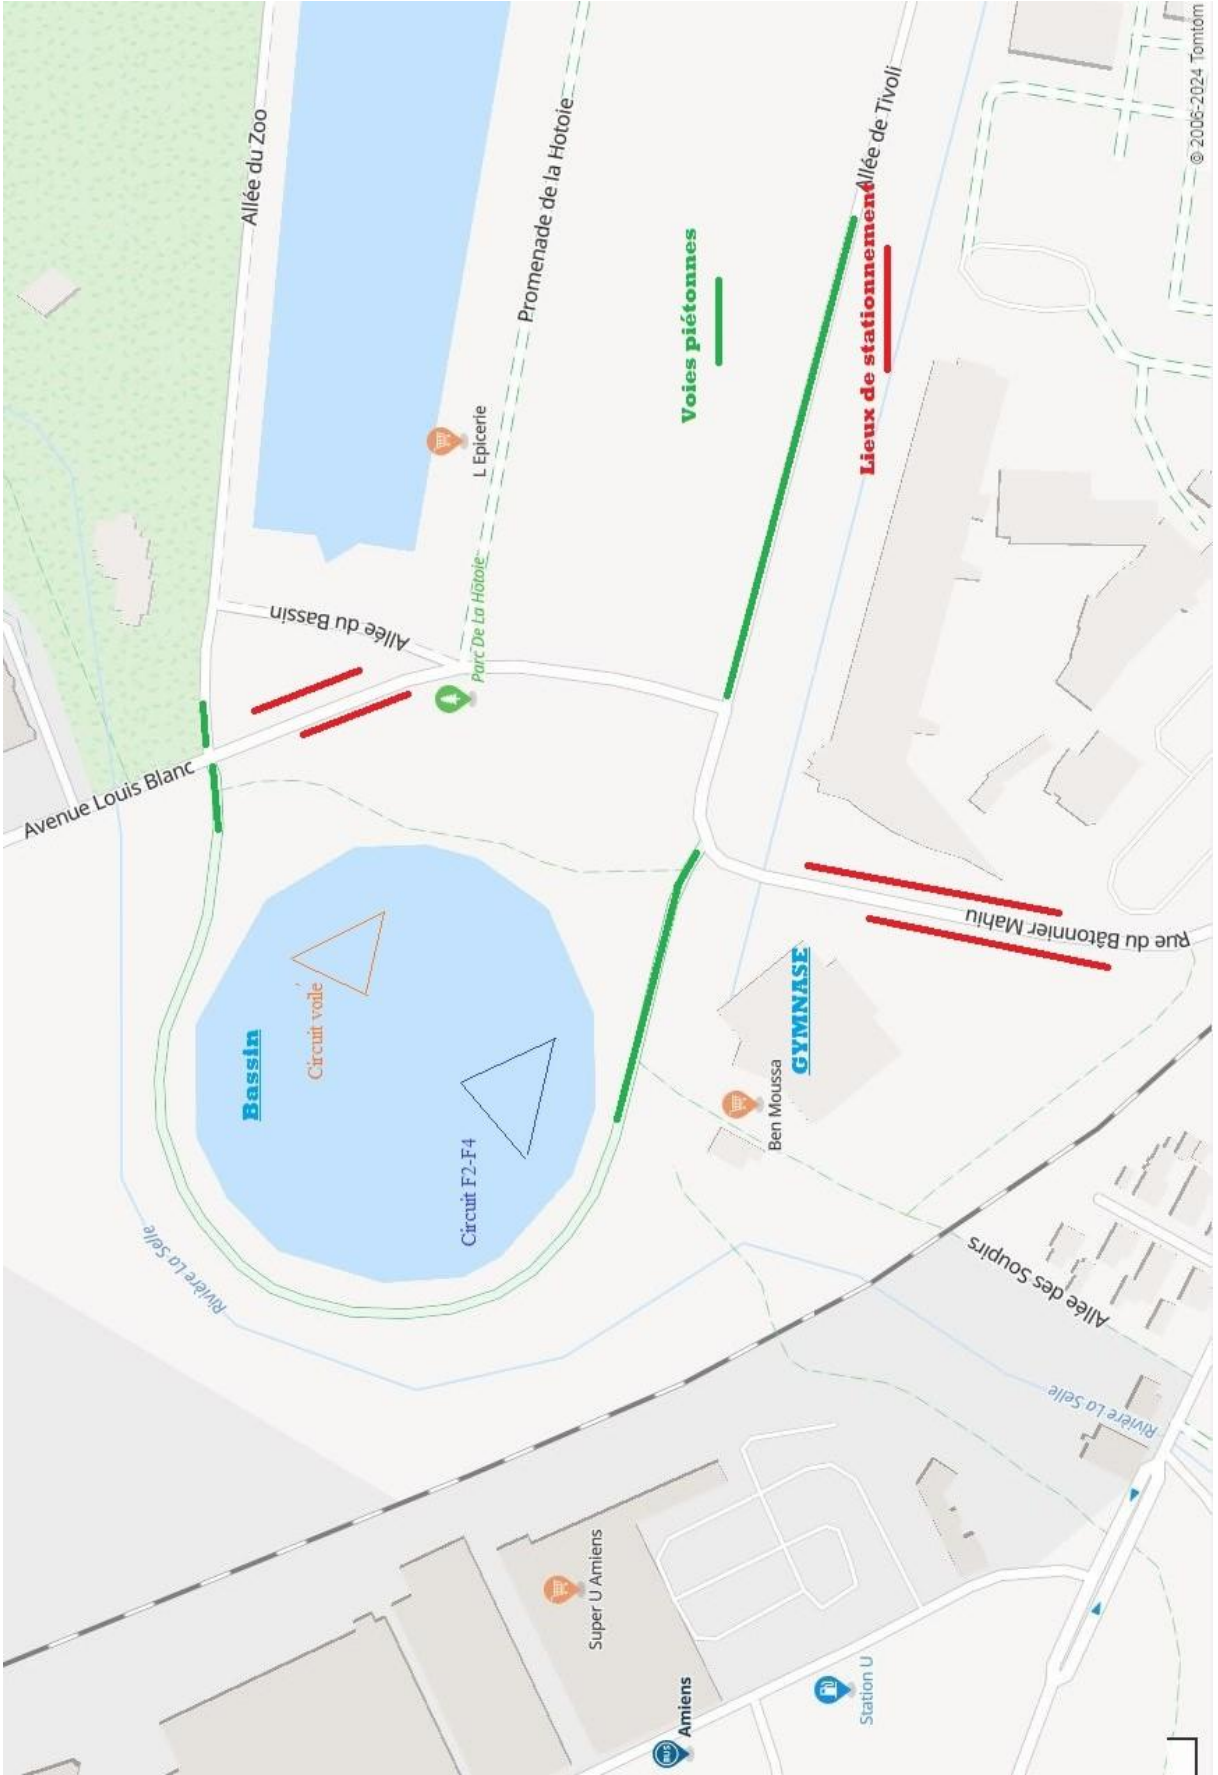 Allée du Zoo
Promenade de la Hotoie
Allée de Tivoli
© 2006-2024 Tomtom
Voies piétonnes
Lieux de stationnement
L Epicerie
Parc De La Hotoie
Allée du Bassin
Avenue Louis Blanc
Bassin
Circuit voile
Circuit F2-F4
GYMNASE
Ben Moussa
Rue du Bâtonnier Mahiu
Rivière La Selle
Allée des Soupirs
Rivière La Selle
Super U Amiens
Station U
BUS
Amiens